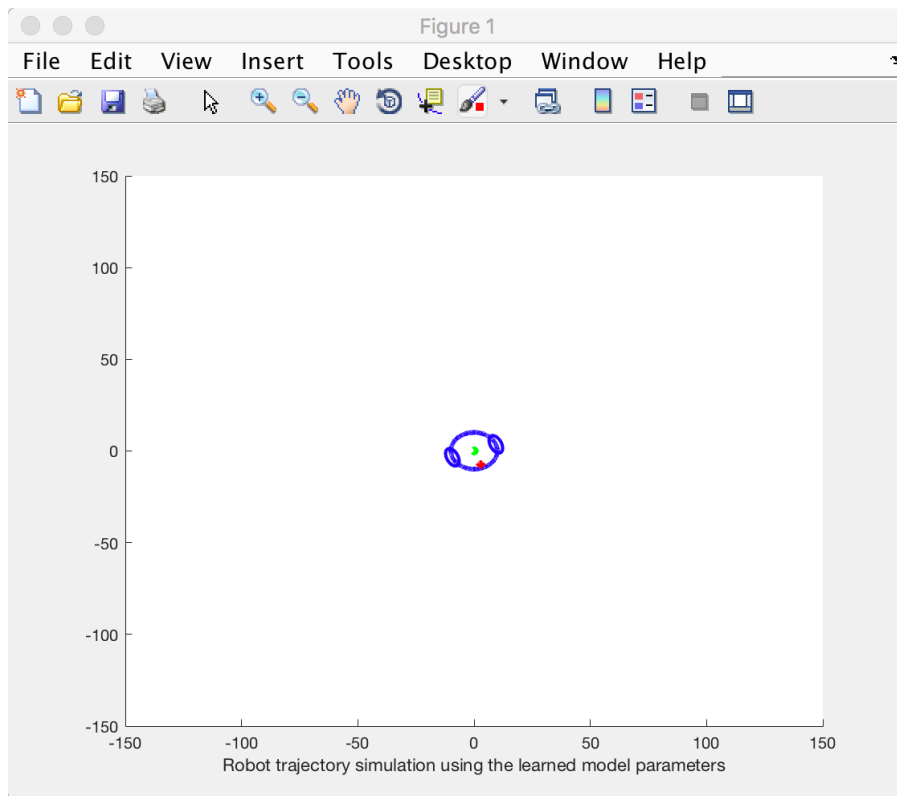 Figure 1
File Edit View Insert Tools Desktop Window Help
150
100
50
0
-50
-100
-150
-150 -100 -50 0 50 100 150
Robot trajectory simulation using the learned model parameters